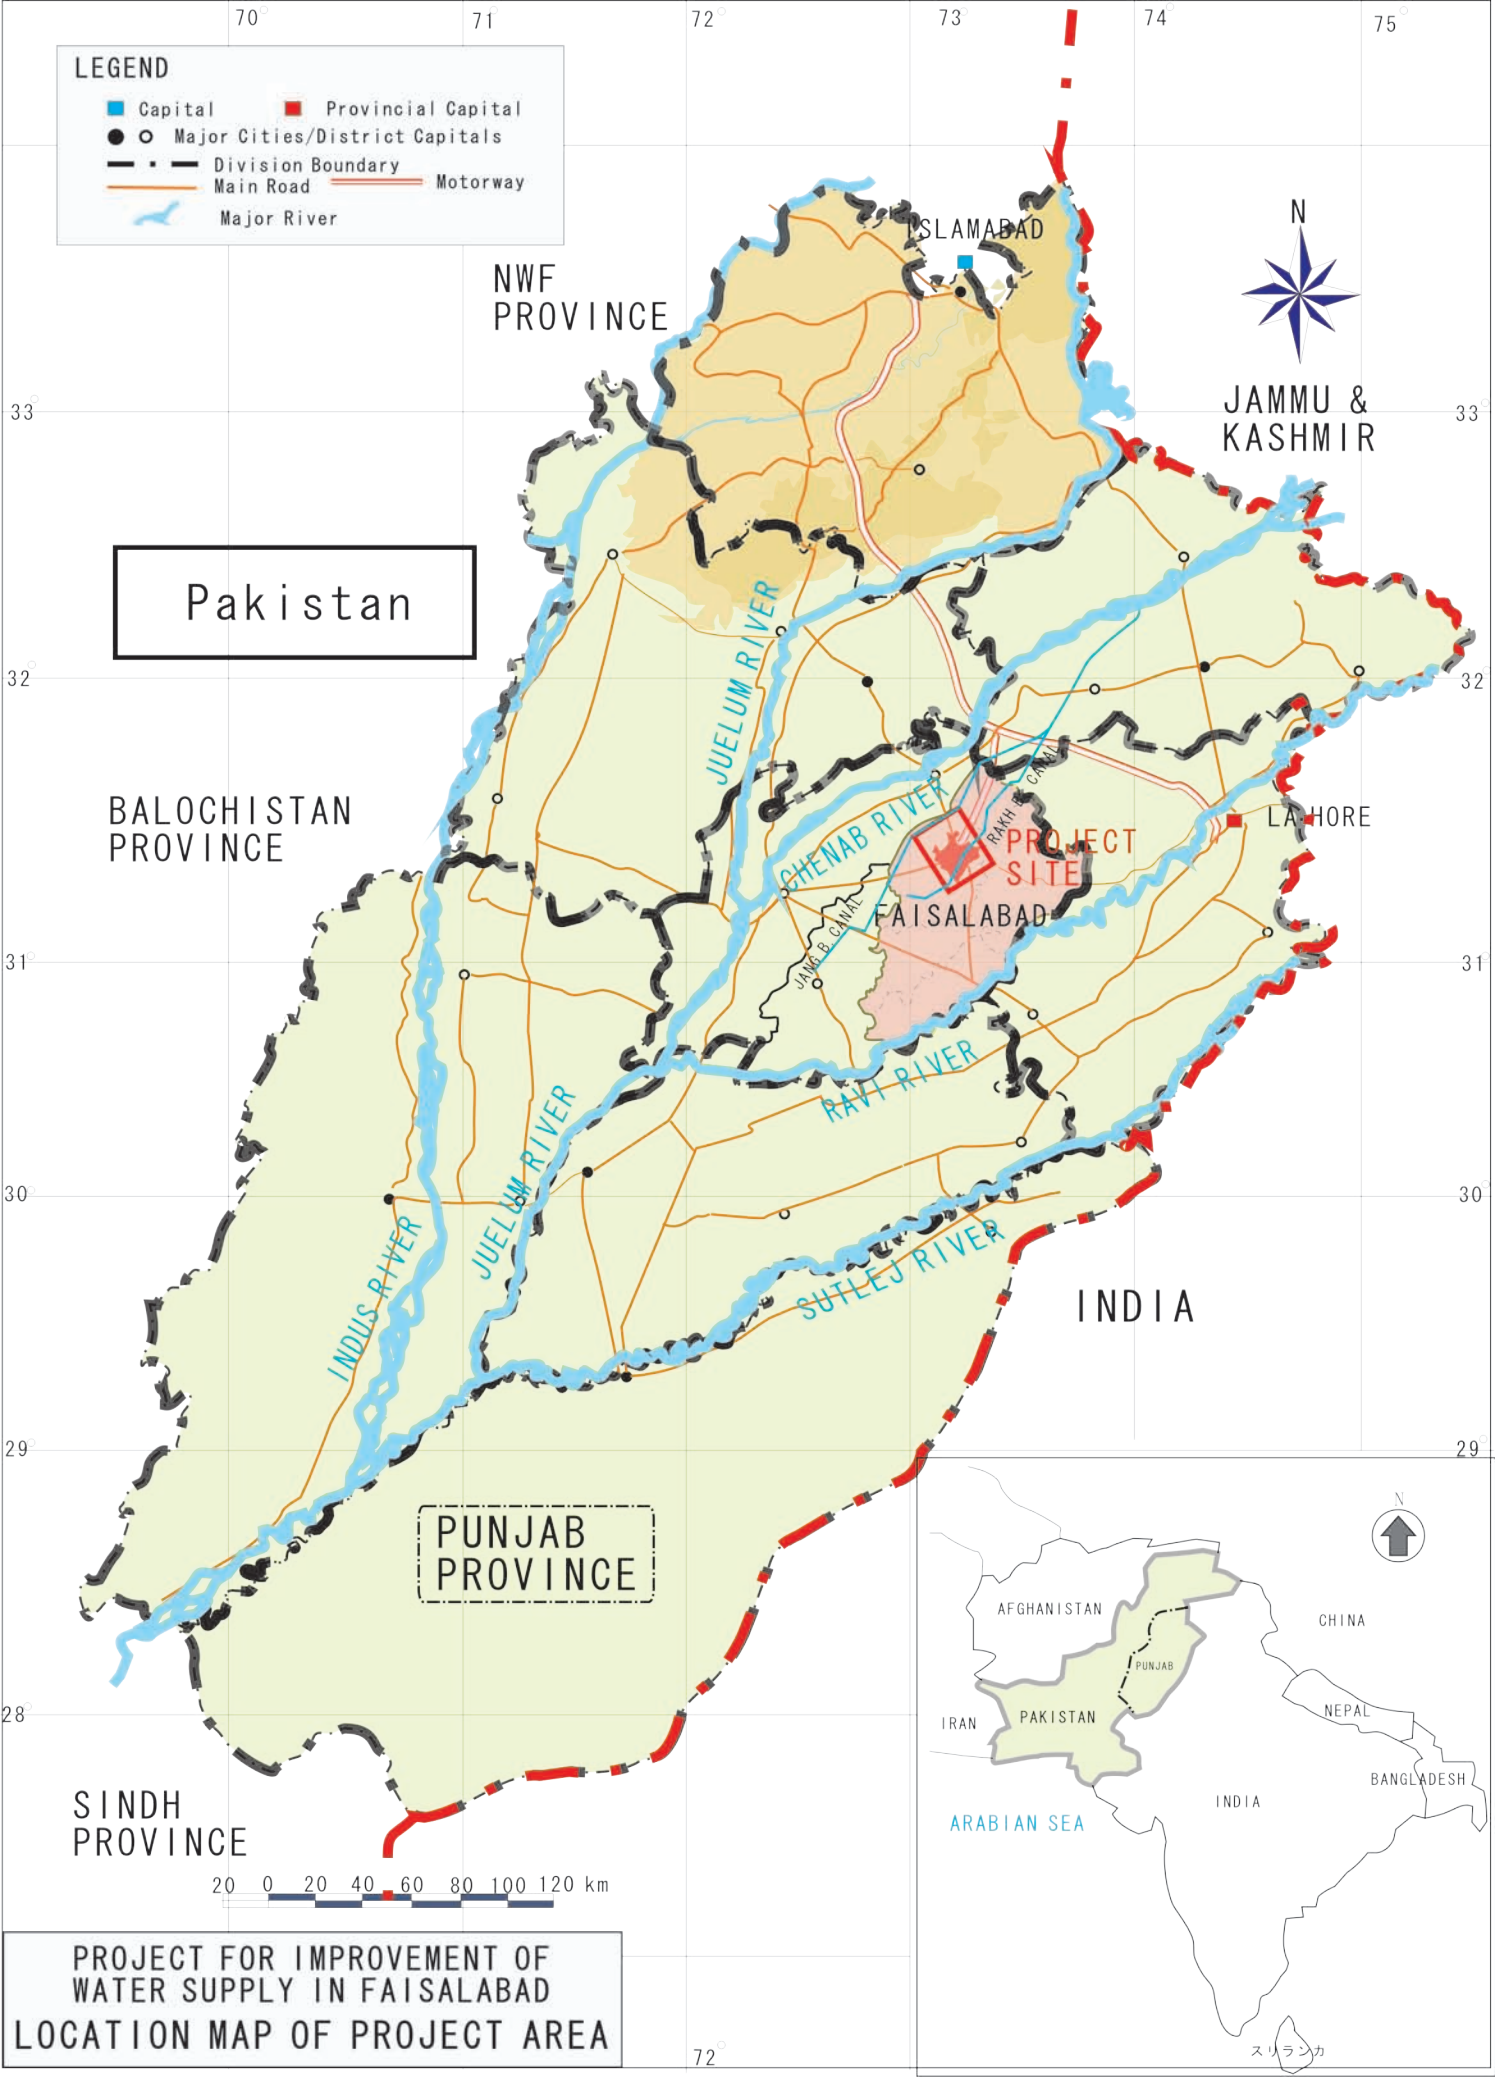 70°
71°
72°
73°
74°
75°
LEGEND
Capital
Provincial Capital
Major Cities/District Capitals
Division Boundary
Main Road
Motorway
Major River
N
ISLAMABAD
NWF
PROVINCE
JAMMU &
KASHMIR
33°
33°
Pakistan
JUELUM RIVER
32°
32°
BALOCHISTAN
PROVINCE
CHENAB RIVER
RAKH B. CANAL
LAHORE
PROJECT
SITE
FAISALABAD
JANG B. CANAL
31°
31°
RAVI RIVER
JUELUM RIVER
30°
30°
INDUS RIVER
SUTLEJ RIVER
INDIA
29°
29°
PUNJAB
PROVINCE
N
AFGHANISTAN
CHINA
PUNJAB
NEPAL
IRAN
PAKISTAN
BANGLADESH
INDIA
ARABIAN SEA
スリランカ
28°
SINDH
PROVINCE
20 0 20 40 60 80 100 120 km
PROJECT FOR IMPROVEMENT OF
WATER SUPPLY IN FAISALABAD
LOCATION MAP OF PROJECT AREA
72°